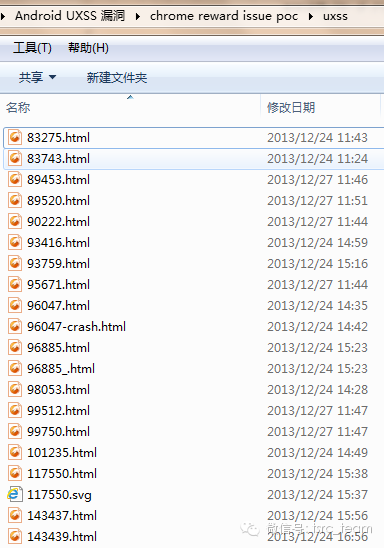 Android UXSS 漏洞 ▸ chrome reward issue poc ▸ uxss
工具(T) 帮助(H)
共享 新建文件夹
名称 修改日期
83275.html 2013/12/24 11:43
83743.html 2013/12/24 11:24
89453.html 2013/12/27 11:46
89520.html 2013/12/27 11:51
90222.html 2013/12/27 11:44
93416.html 2013/12/24 14:59
93759.html 2013/12/24 15:16
95671.html 2013/12/27 11:44
96047.html 2013/12/24 14:35
96047-crash.html 2013/12/24 14:42
96885.html 2013/12/24 15:23
96885_.html 2013/12/24 15:23
98053.html 2013/12/24 14:28
99512.html 2013/12/27 11:47
99750.html 2013/12/27 11:47
101235.html 2013/12/24 14:49
117550.html 2013/12/24 15:38
117550.svg 2013/12/24 15:37
143437.html 2013/12/24 15:56
143439.html 2013/12/24 16:56
微信号: tsrc_team